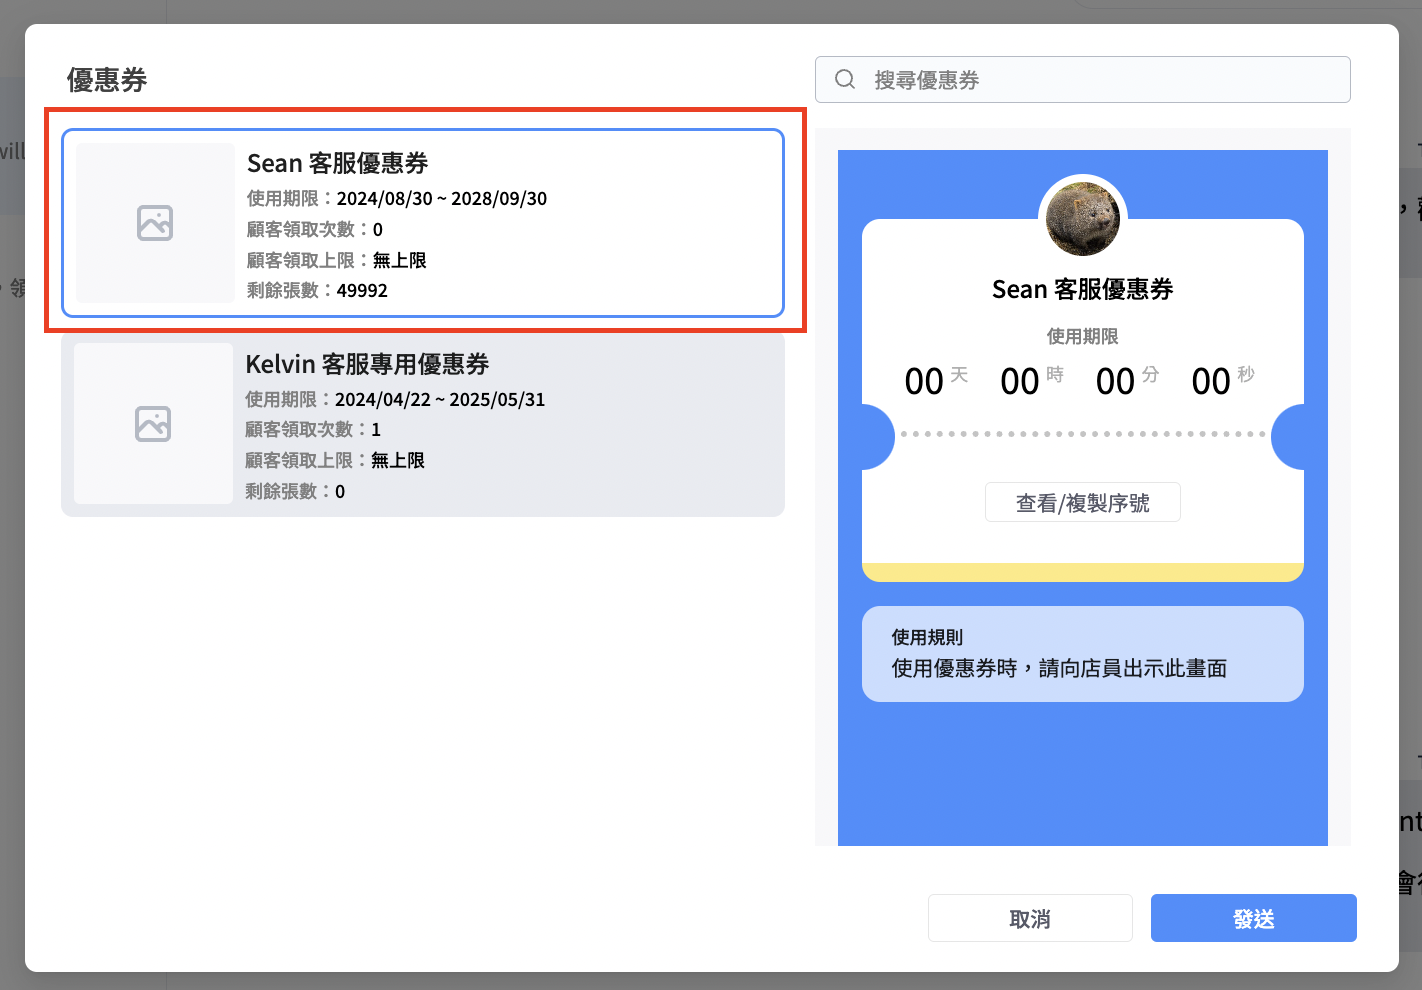 優惠券
搜尋優惠券
Sean 客服優惠券
使用期限：2024/08/30 ~ 2028/09/30
顧客領取次數：0
顧客領取上限：無上限
剩餘張數：49992
Kelvin 客服專用優惠券
使用期限：2024/04/22 ~ 2025/05/31
顧客領取次數：1
顧客領取上限：無上限
剩餘張數：0
Sean 客服優惠券
使用期限
00 天 00 時 00 分 00 秒
查看/複製序號
使用規則
使用優惠券時，請向店員出示此畫面
取消
發送
will
，領
nt
會